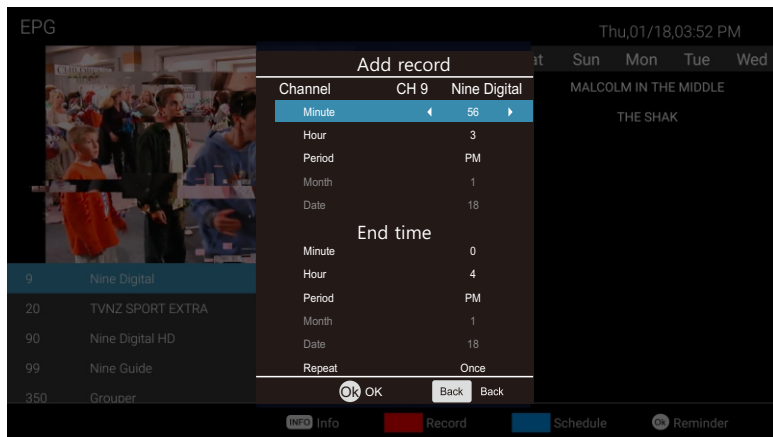 EPG
Thu,01/18,03:52 PM
at Sun Mon Tue Wed
Add record
Channel CH 9 Nine Digital
Minute 56
Hour 3
Period PM
Month 1
Date 18
End time
Minute 0
Hour 4
Period PM
Month 1
Date 18
Repeat Once
Ok OK Back Back
MALCOLM IN THE MIDDLE
THE SHAK
9 Nine Digital
20 TVNZ SPORT EXTRA
90 Nine Digital HD
99 Nine Guide
350 Grouper
INFO Info Record Schedule Ok Reminder